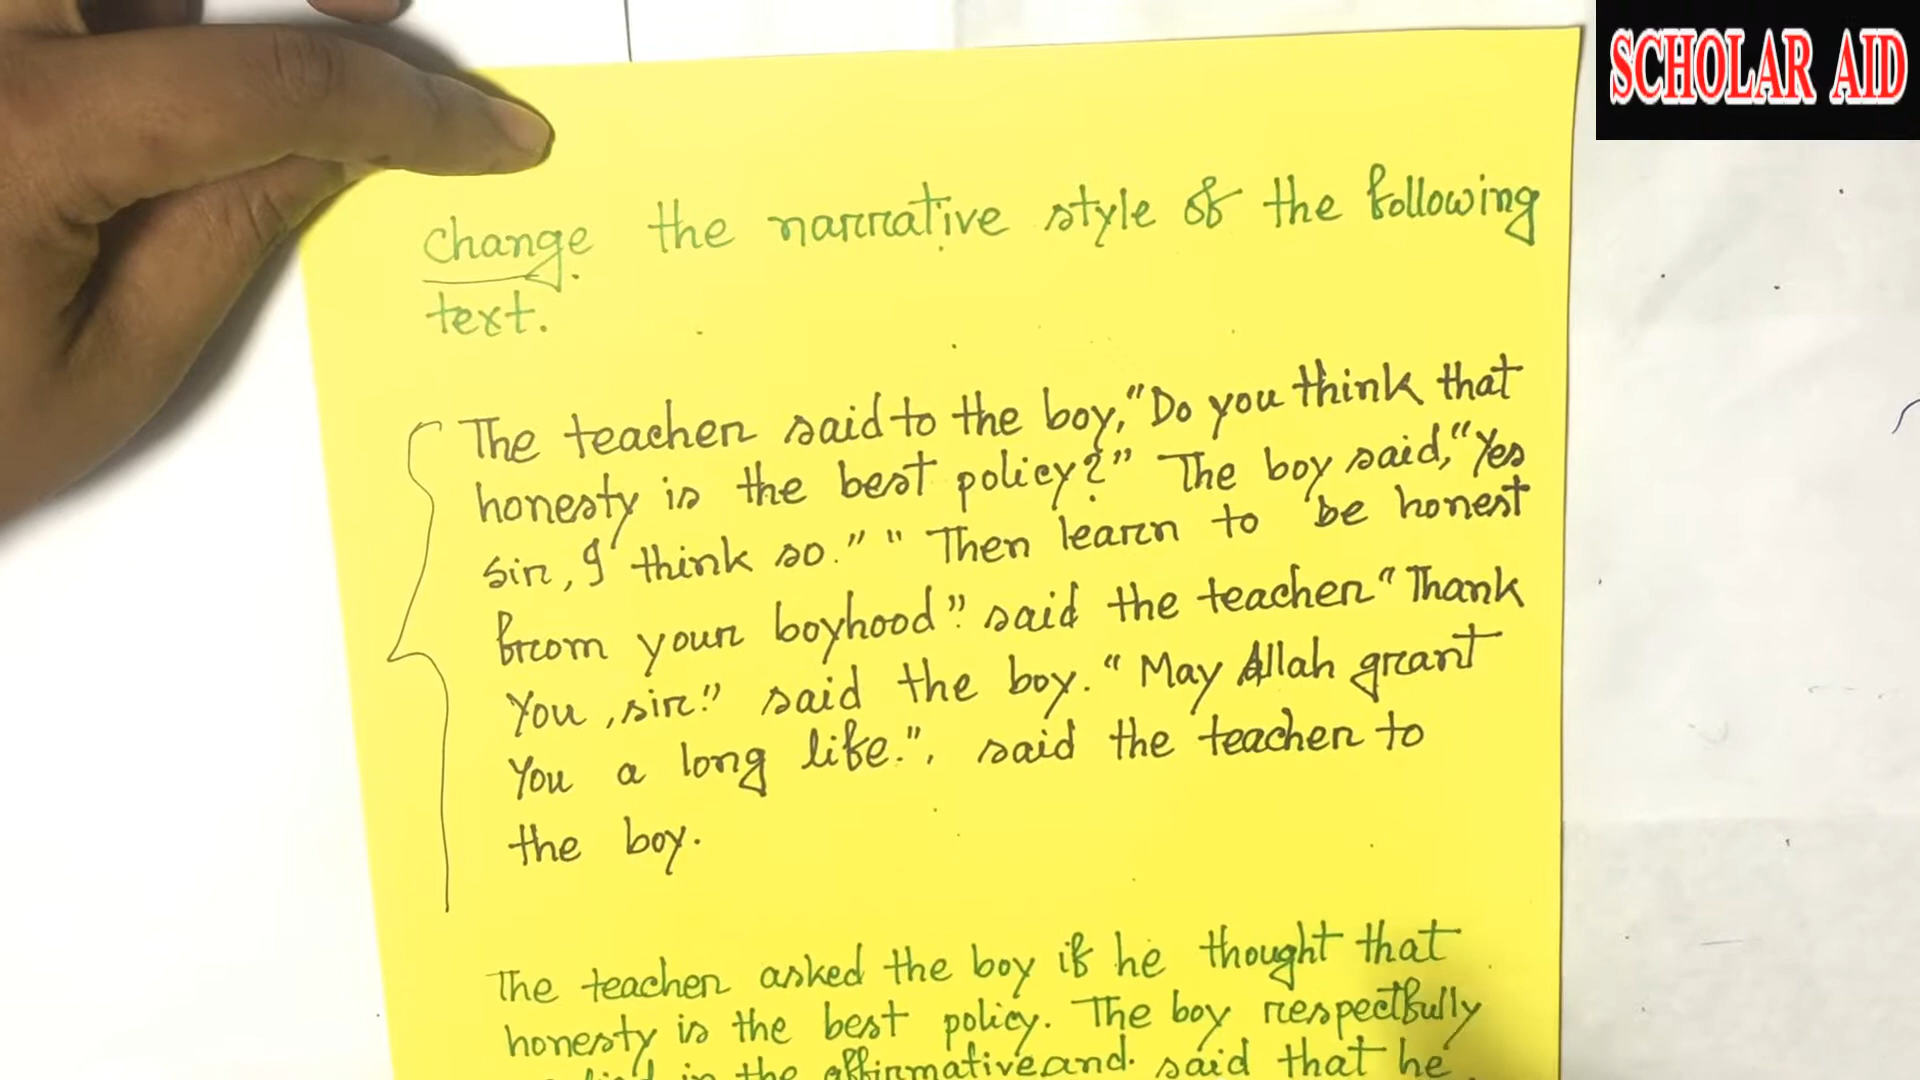 SCHOLAR AID
change the narrative style of the following
text.
The teacher said to the boy, "Do you think that
honesty is the best policy?" The boy said, "Yes
sir, I think so." "Then learn to be honest
from your boyhood". said the teacher "Thank
you, sir." said the boy. "May Allah grant
you a long life.", said the teacher to
the boy.
The teacher asked the boy if he thought that
honesty is the best policy. The boy respectfully
in the affirmative and said that he